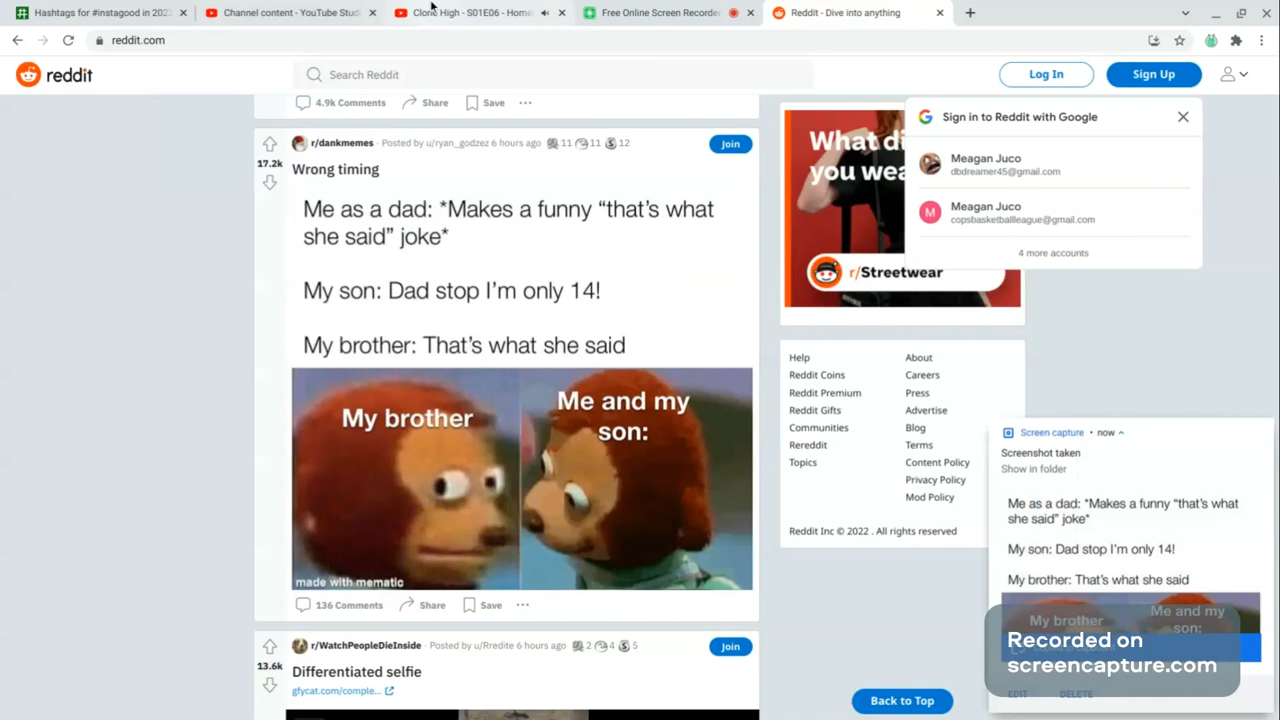 Hashtags for #instagood in 202
Channel content - YouTube Stud
Clone High - S01E06 - Home
Free Online Screen Recorder
Reddit - Dive into anything
reddit.com
reddit
Search Reddit
Log In
Sign Up
4.9k Comments
Share
Save
r/dankmemes · Posted by u/ryan_godzez 6 hours ago 11 11 12
Join
17.2k
Wrong timing
Me as a dad: *Makes a funny “that’s what
she said” joke*
My son: Dad stop I’m only 14!
My brother: That’s what she said
My brother
Me and my
son:
made with mematic
136 Comments
Share
Save
r/WatchPeopleDieInside · Posted by u/Rredite 6 hours ago 2 4 5
Join
13.6k
Differentiated selfie
gfycat.com/comple...
What di
you wea
r/Streetwear
Sign in to Reddit with Google
Meagan Juco
dbdreamer45@gmail.com
M
Meagan Juco
copsbasketballleague@gmail.com
4 more accounts
Help
About
Reddit Coins
Careers
Reddit Premium
Press
Reddit Gifts
Advertise
Communities
Blog
Rereddit
Terms
Topics
Content Policy
Privacy Policy
Mod Policy
Reddit Inc © 2022 . All rights reserved
Back to Top
Screen capture • now
Screenshot taken
Show in folder
Me as a dad: *Makes a funny “that’s what
she said” joke*
My son: Dad stop I’m only 14!
My brother: That’s what she said
My brother
Me and my
son:
Recorded on
screencapture.com
EDIT
DELETE